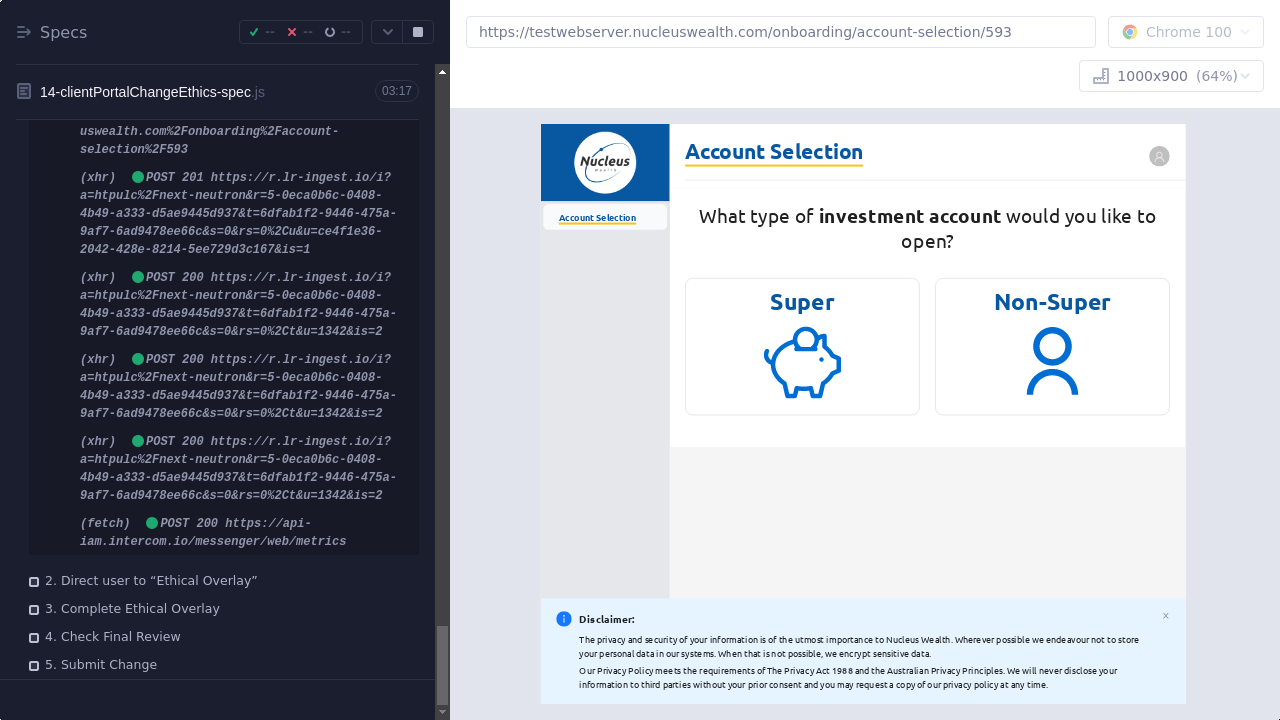 Specs
-- -- --
14-clientPortalChangeEthics-spec.js
03:17
uswealth.com%2Fonboarding%2Faccount-
selection%2F593
(xhr) POST 201 https://r.lr-ingest.io/i?
a=htpulc%2Fnext-neutron&r=5-0eca0b6c-0408-
4b49-a333-d5ae9445d937&t=6dfab1f2-9446-475a-
9af7-6ad9478ee66c&s=0&rs=0%2Cu&u=ce4f1e36-
2042-428e-8214-5ee729d3c167&is=1
(xhr) POST 200 https://r.lr-ingest.io/i?
a=htpulc%2Fnext-neutron&r=5-0eca0b6c-0408-
4b49-a333-d5ae9445d937&t=6dfab1f2-9446-475a-
9af7-6ad9478ee66c&s=0&rs=0%2Ct&u=1342&is=2
(xhr) POST 200 https://r.lr-ingest.io/i?
a=htpulc%2Fnext-neutron&r=5-0eca0b6c-0408-
4b49-a333-d5ae9445d937&t=6dfab1f2-9446-475a-
9af7-6ad9478ee66c&s=0&rs=0%2Ct&u=1342&is=2
(xhr) POST 200 https://r.lr-ingest.io/i?
a=htpulc%2Fnext-neutron&r=5-0eca0b6c-0408-
4b49-a333-d5ae9445d937&t=6dfab1f2-9446-475a-
9af7-6ad9478ee66c&s=0&rs=0%2Ct&u=1342&is=2
(fetch) POST 200 https://api-
iam.intercom.io/messenger/web/metrics
2. Direct user to “Ethical Overlay”
3. Complete Ethical Overlay
4. Check Final Review
5. Submit Change
https://testwebserver.nucleuswealth.com/onboarding/account-selection/593
Chrome 100
1000x900 (64%)
Nucleus
Wealth
Account Selection
Account Selection
What type of investment account would you like to
open?
Super
Non-Super
Disclaimer:
The privacy and security of your information is of the utmost importance to Nucleus Wealth. Wherever possible we endeavour not to store
your personal data in our systems. When that is not possible, we encrypt sensitive data.
Our Privacy Policy meets the requirements of The Privacy Act 1988 and the Australian Privacy Principles. We will never disclose your
information to third parties without your prior consent and you may request a copy of our privacy policy at any time.